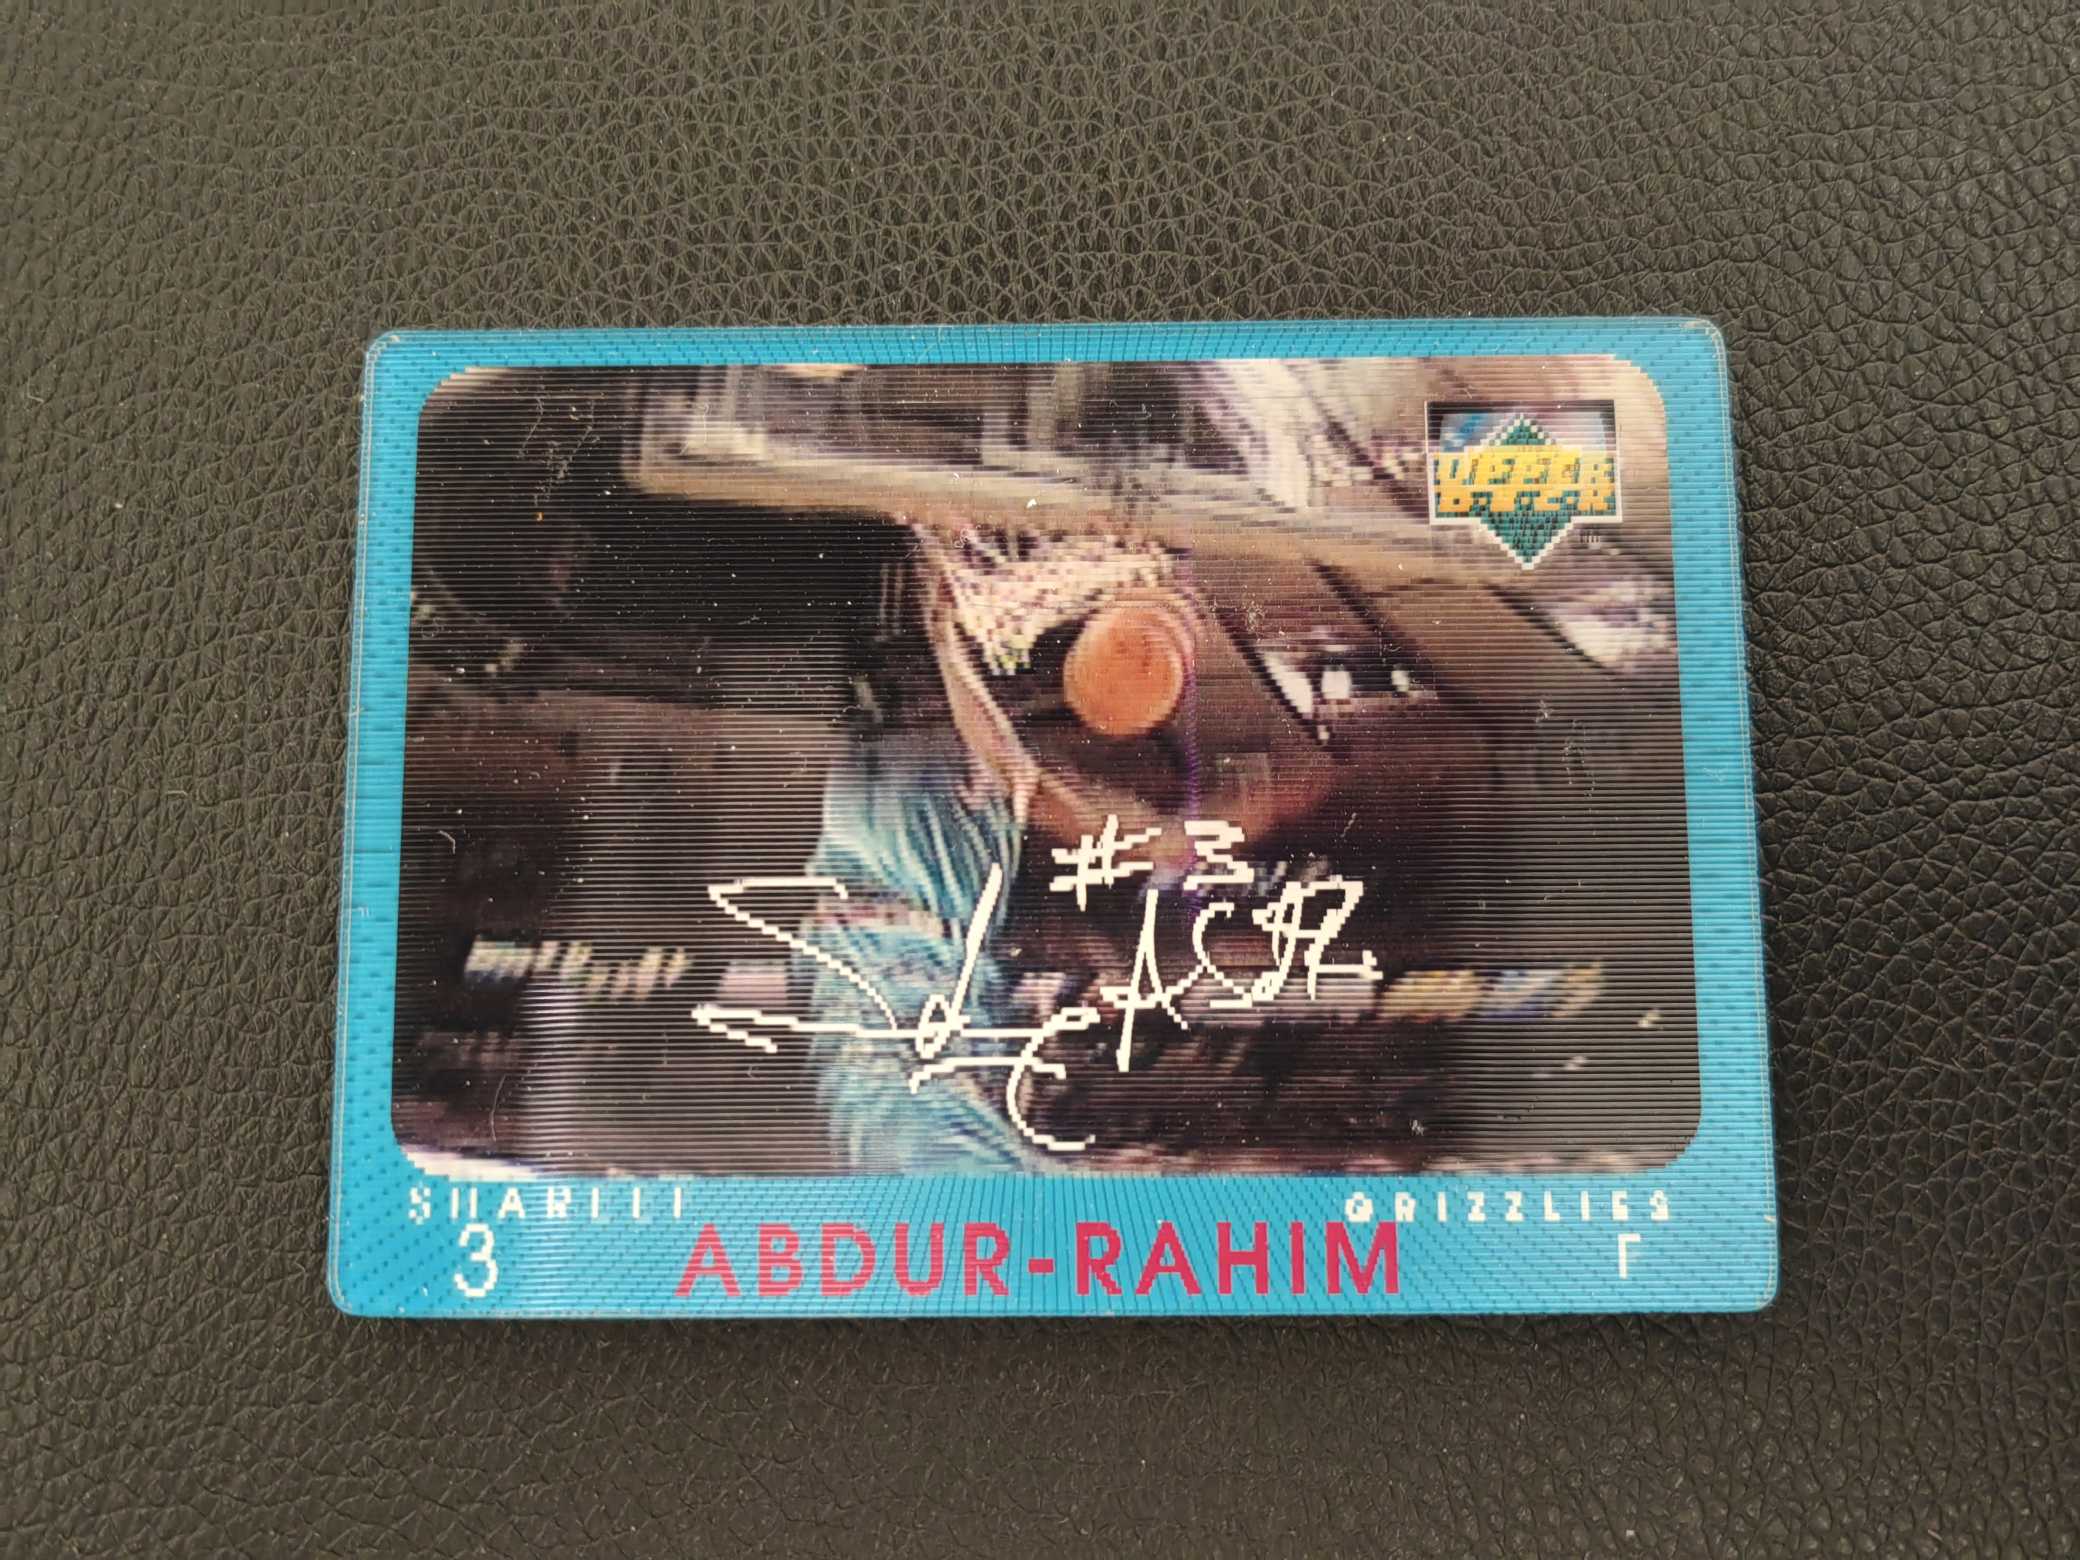 UPPER
DECK
#3
SHAREEF
GRIZZLIES
3
ABDUR-RAHIM
F